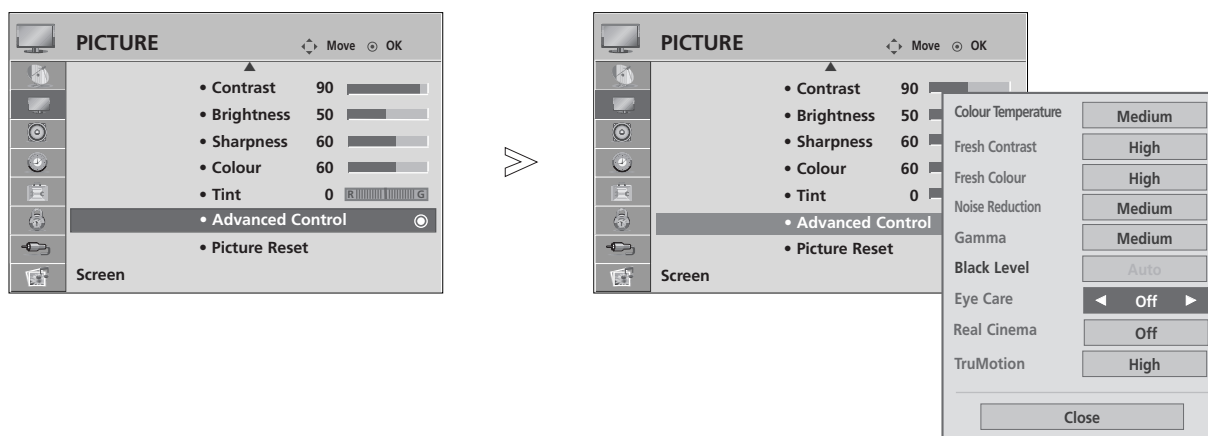 PICTURE Move OK
• Contrast 90
• Brightness 50
• Sharpness 60
• Colour 60
• Tint 0 R G
• Advanced Control
• Picture Reset
Screen
PICTURE Move OK
• Contrast 90
• Brightness 50
• Sharpness 60
• Colour 60
• Tint 0
• Advanced Control
• Picture Reset
Screen
Colour Temperature Medium
Fresh Contrast High
Fresh Colour High
Noise Reduction Medium
Gamma Medium
Black Level Auto
Eye Care ◄ Off ►
Real Cinema Off
TruMotion High
Close